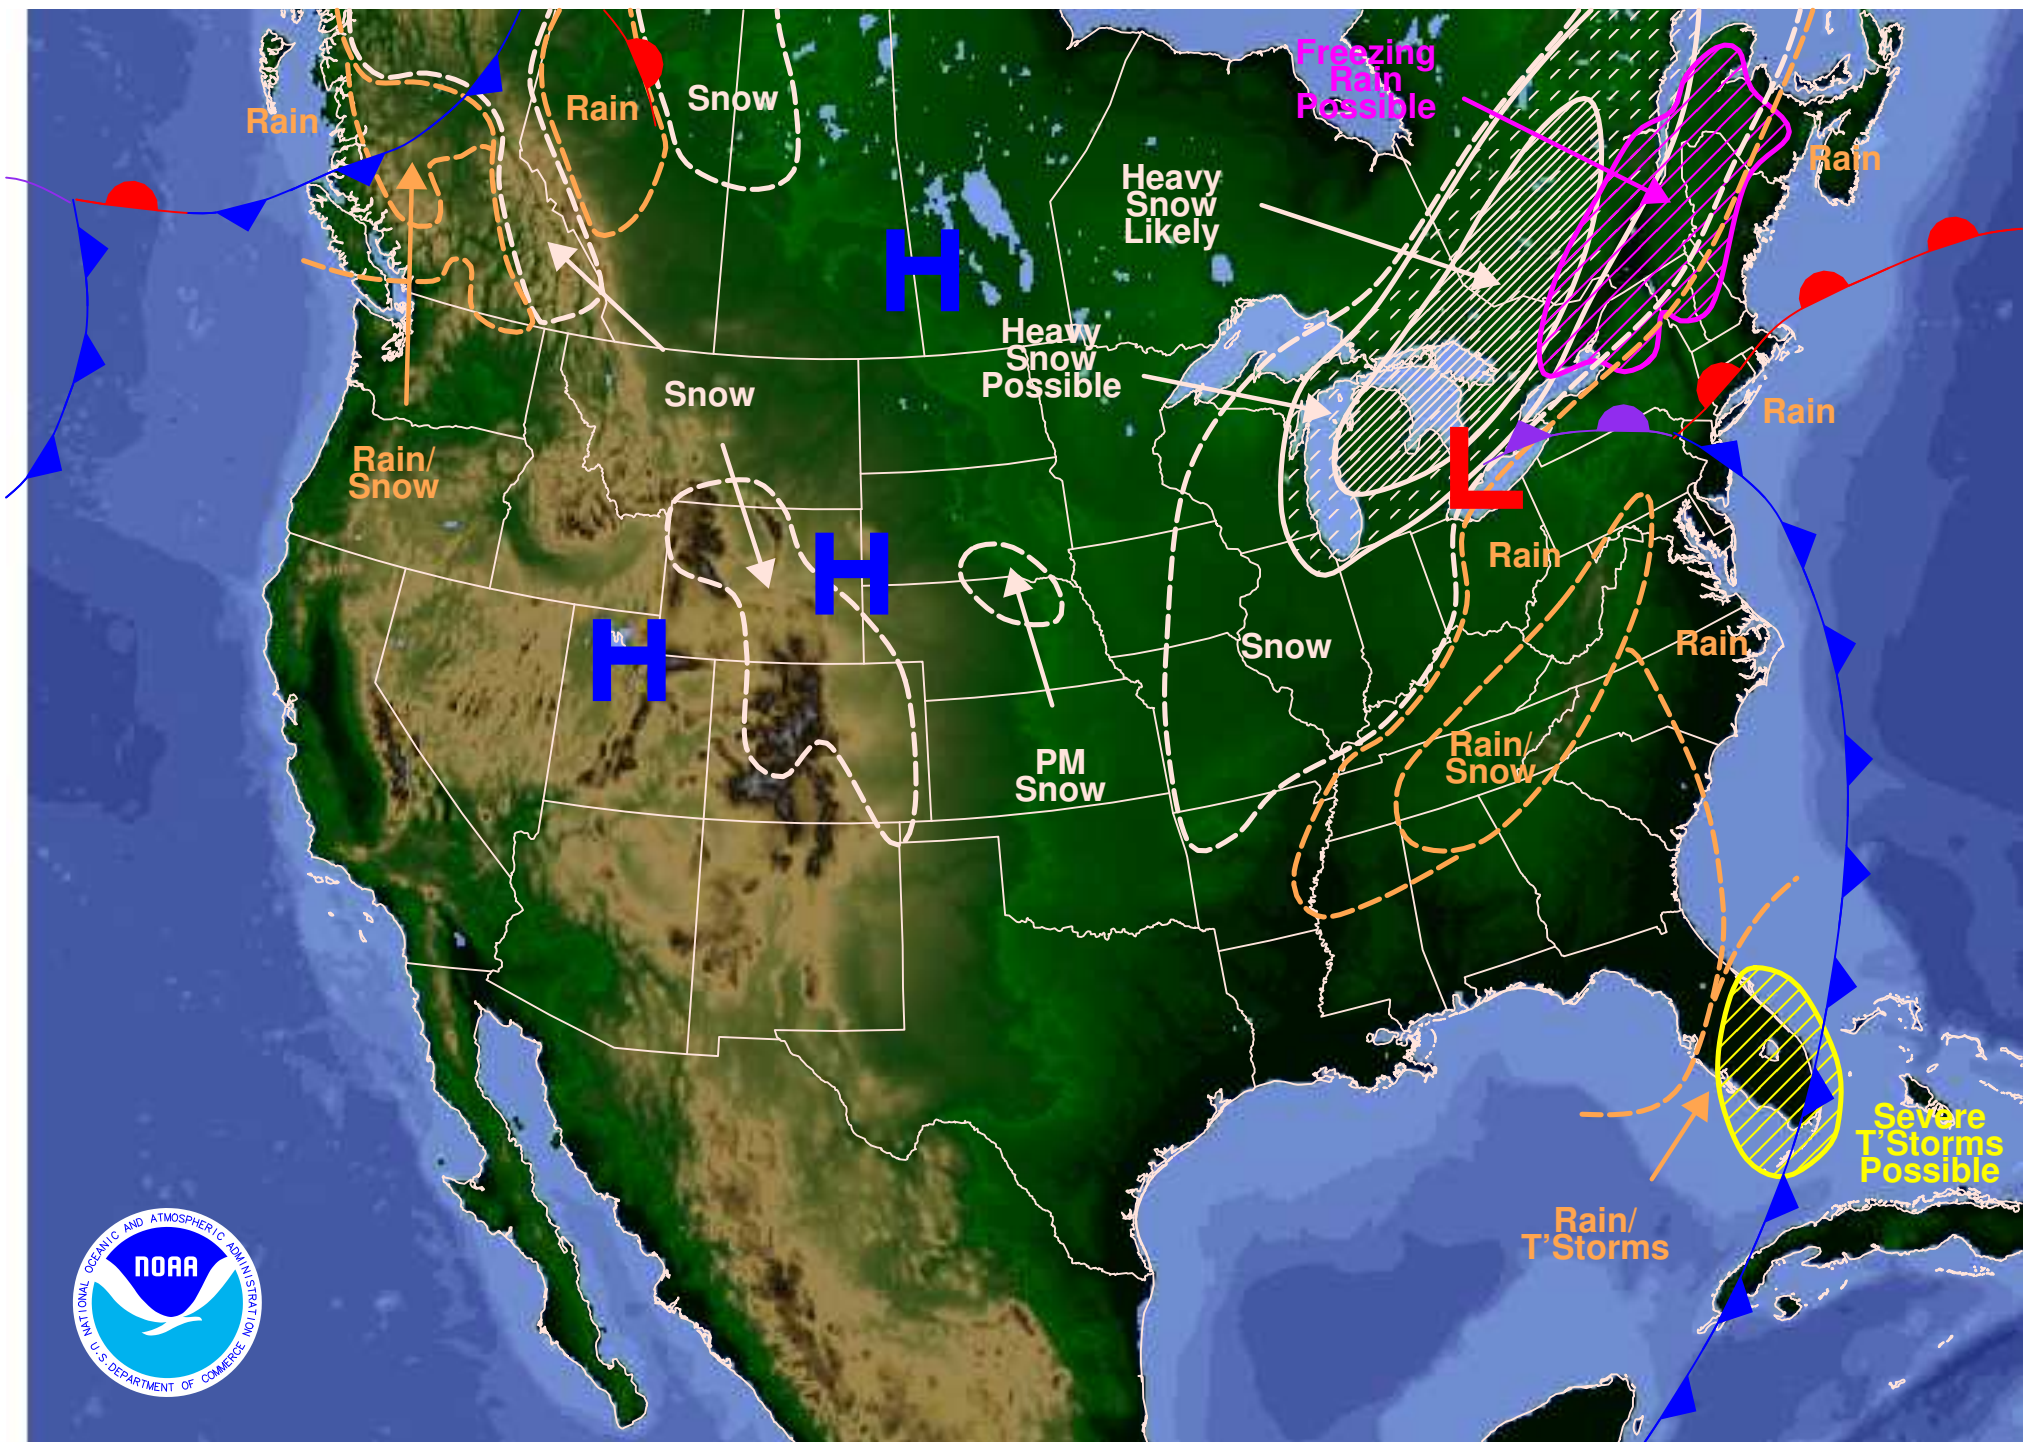 Freezing
Rain
Possible
Rain
Rain
Snow
Rain
Heavy
Snow
Likely
H
Heavy
Snow
Possible
Snow
Rain
Rain/
Snow
L
H
Rain
H
Snow
Rain
PM
Snow
Rain/
Snow
Severe
T'Storms
Possible
Rain/
T'Storms
NATIONAL OCEANIC AND ATMOSPHERIC ADMINISTRATION
NOAA
U.S. DEPARTMENT OF COMMERCE